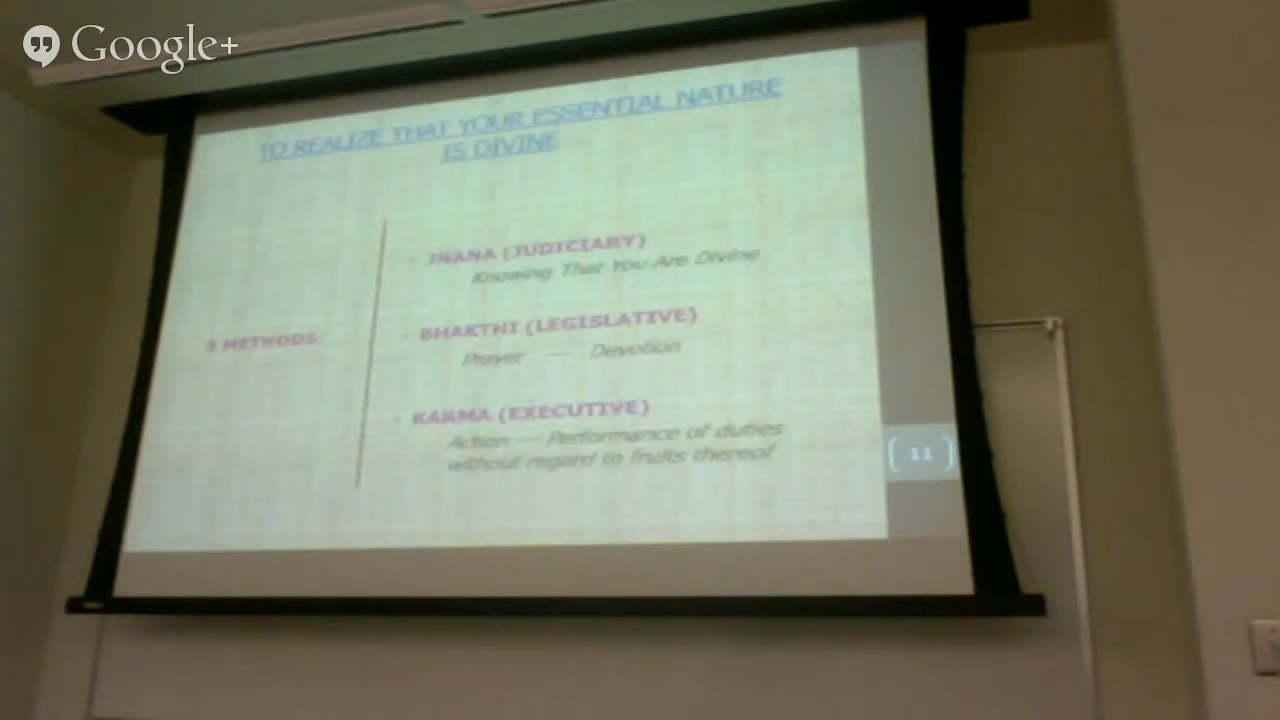 Google+
TO REALIZE THAT YOUR ESSENTIAL NATURE
IS DIVINE
3 METHODS
JNANA (JUDICIARY)
Knowing That You Are Divine
BHAKTHI (LEGISLATIVE)
Prayer — Devotion
KARMA (EXECUTIVE)
Action — Performance of duties
without regard to fruits thereof
11